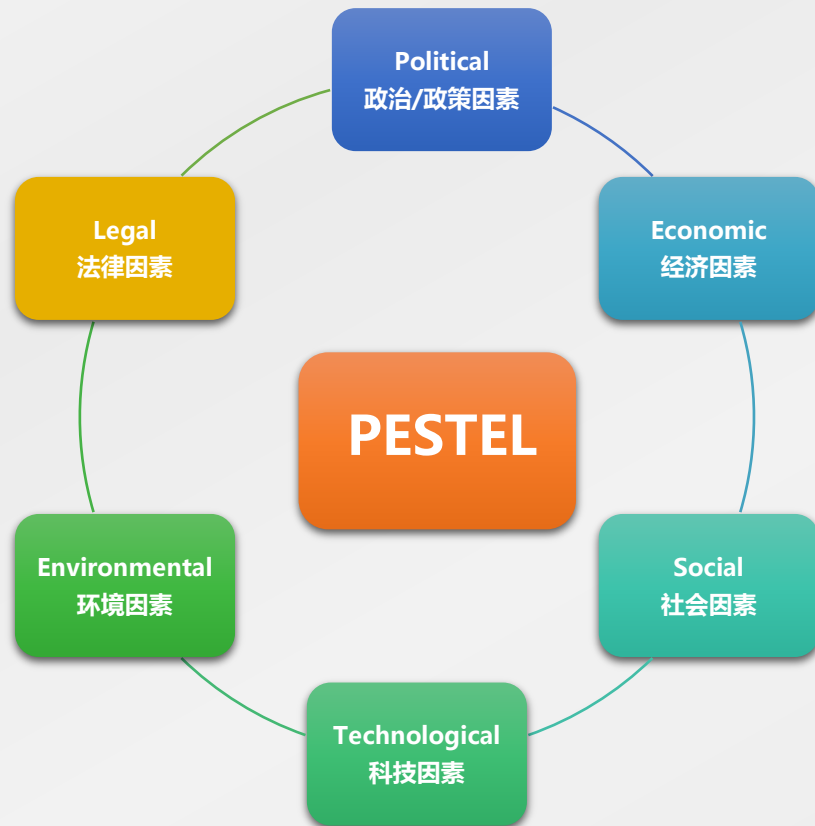 Political
政治/政策因素
Legal
法律因素
Economic
经济因素
PESTEL
Environmental
环境因素
Social
社会因素
Technological
科技因素